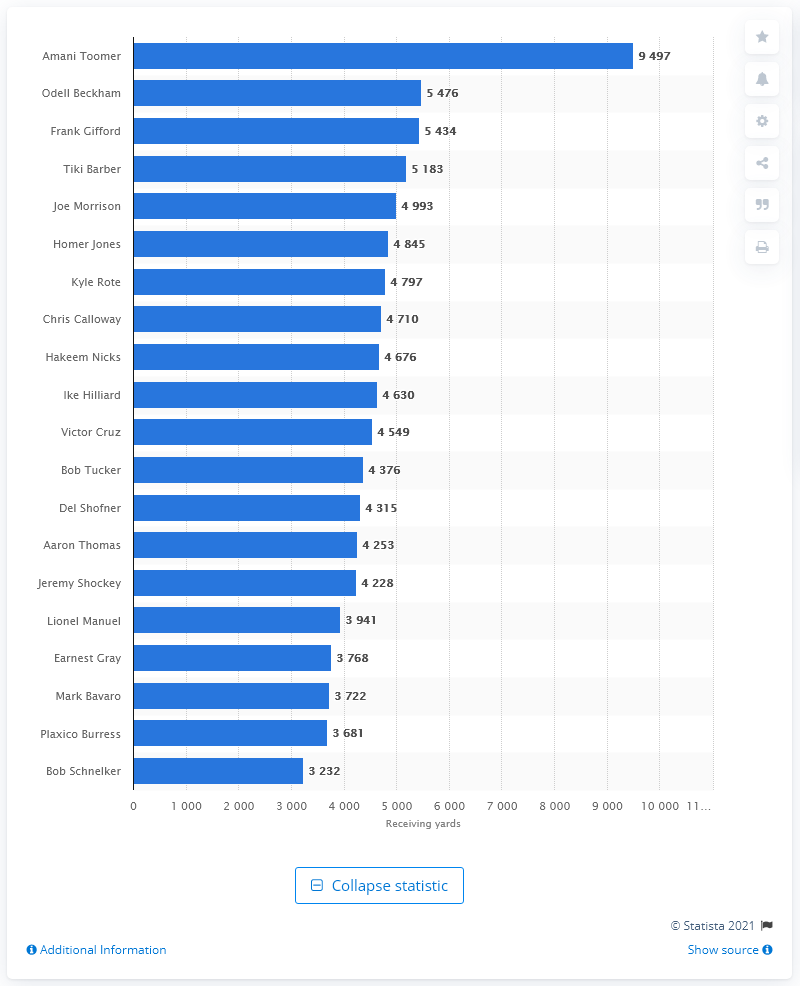 Amani Toomer 9 497
Odell Beckham 5 476
Frank Gifford 5 434
Tiki Barber 5 183
Joe Morrison 4 993
Homer Jones 4 845
Kyle Rote 4 797
Chris Calloway 4 710
Hakeem Nicks 4 676
Ike Hilliard 4 630
Victor Cruz 4 549
Bob Tucker 4 376
Del Shofner 4 315
Aaron Thomas 4 253
Jeremy Shockey 4 228
Lionel Manuel 3 941
Earnest Gray 3 768
Mark Bavaro 3 722
Plaxico Burress 3 681
Bob Schnelker 3 232
0 1 000 2 000 3 000 4 000 5 000 6 000 7 000 8 000 9 000 10 000 11...
Receiving yards
Collapse statistic
© Statista 2021
Additional Information Show source